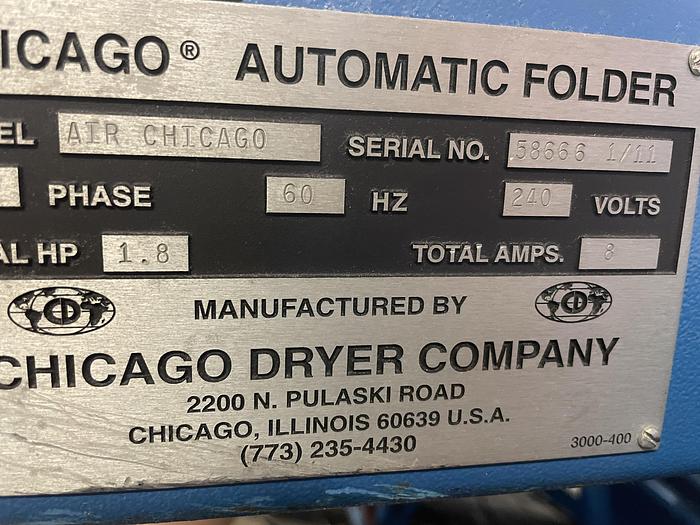 ICAGO® AUTOMATIC FOLDER
EL AIR CHICAGO SERIAL NO. 58666 1/11
PHASE 60 HZ 240 VOLTS
AL HP 1.8 TOTAL AMPS. 8
CD MANUFACTURED BY CD
CHICAGO DRYER COMPANY
2200 N. PULASKI ROAD
CHICAGO, ILLINOIS 60639 U.S.A.
(773) 235-4430
3000-400